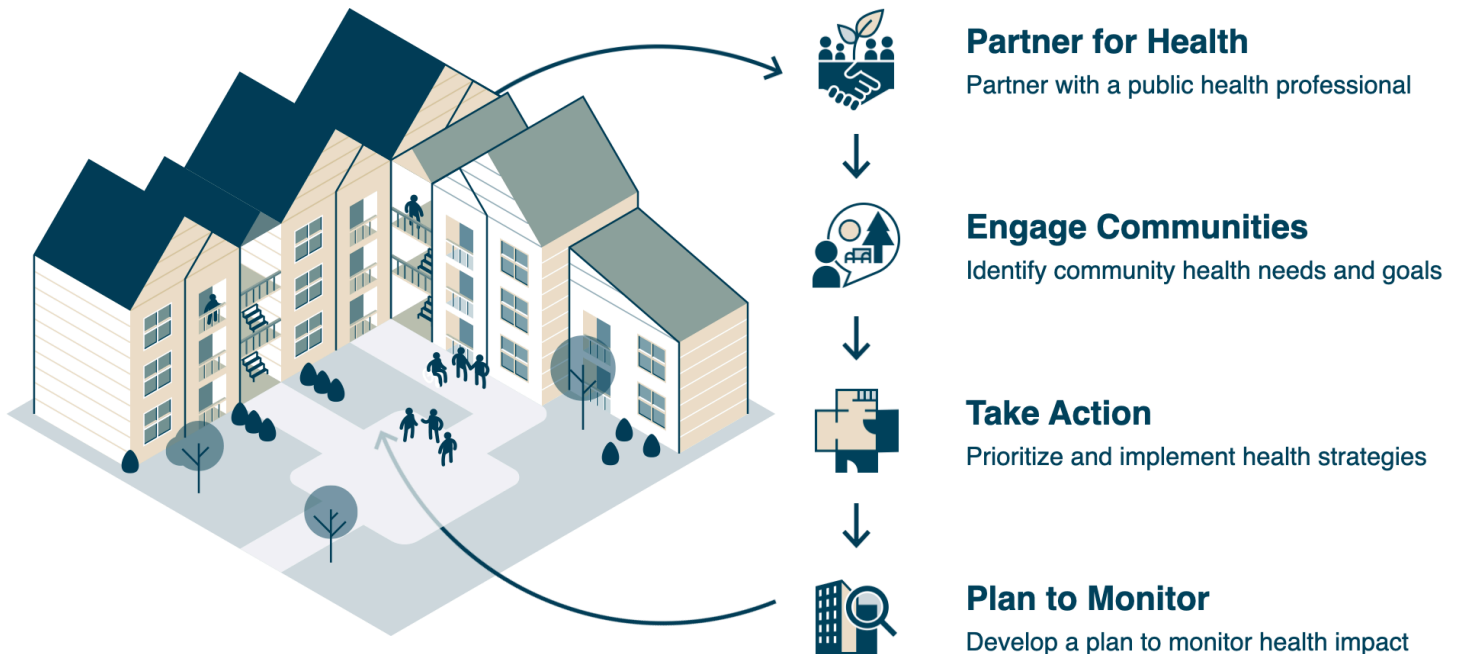 Partner for Health
Partner with a public health professional
Engage Communities
Identify community health needs and goals
Take Action
Prioritize and implement health strategies
Plan to Monitor
Develop a plan to monitor health impact